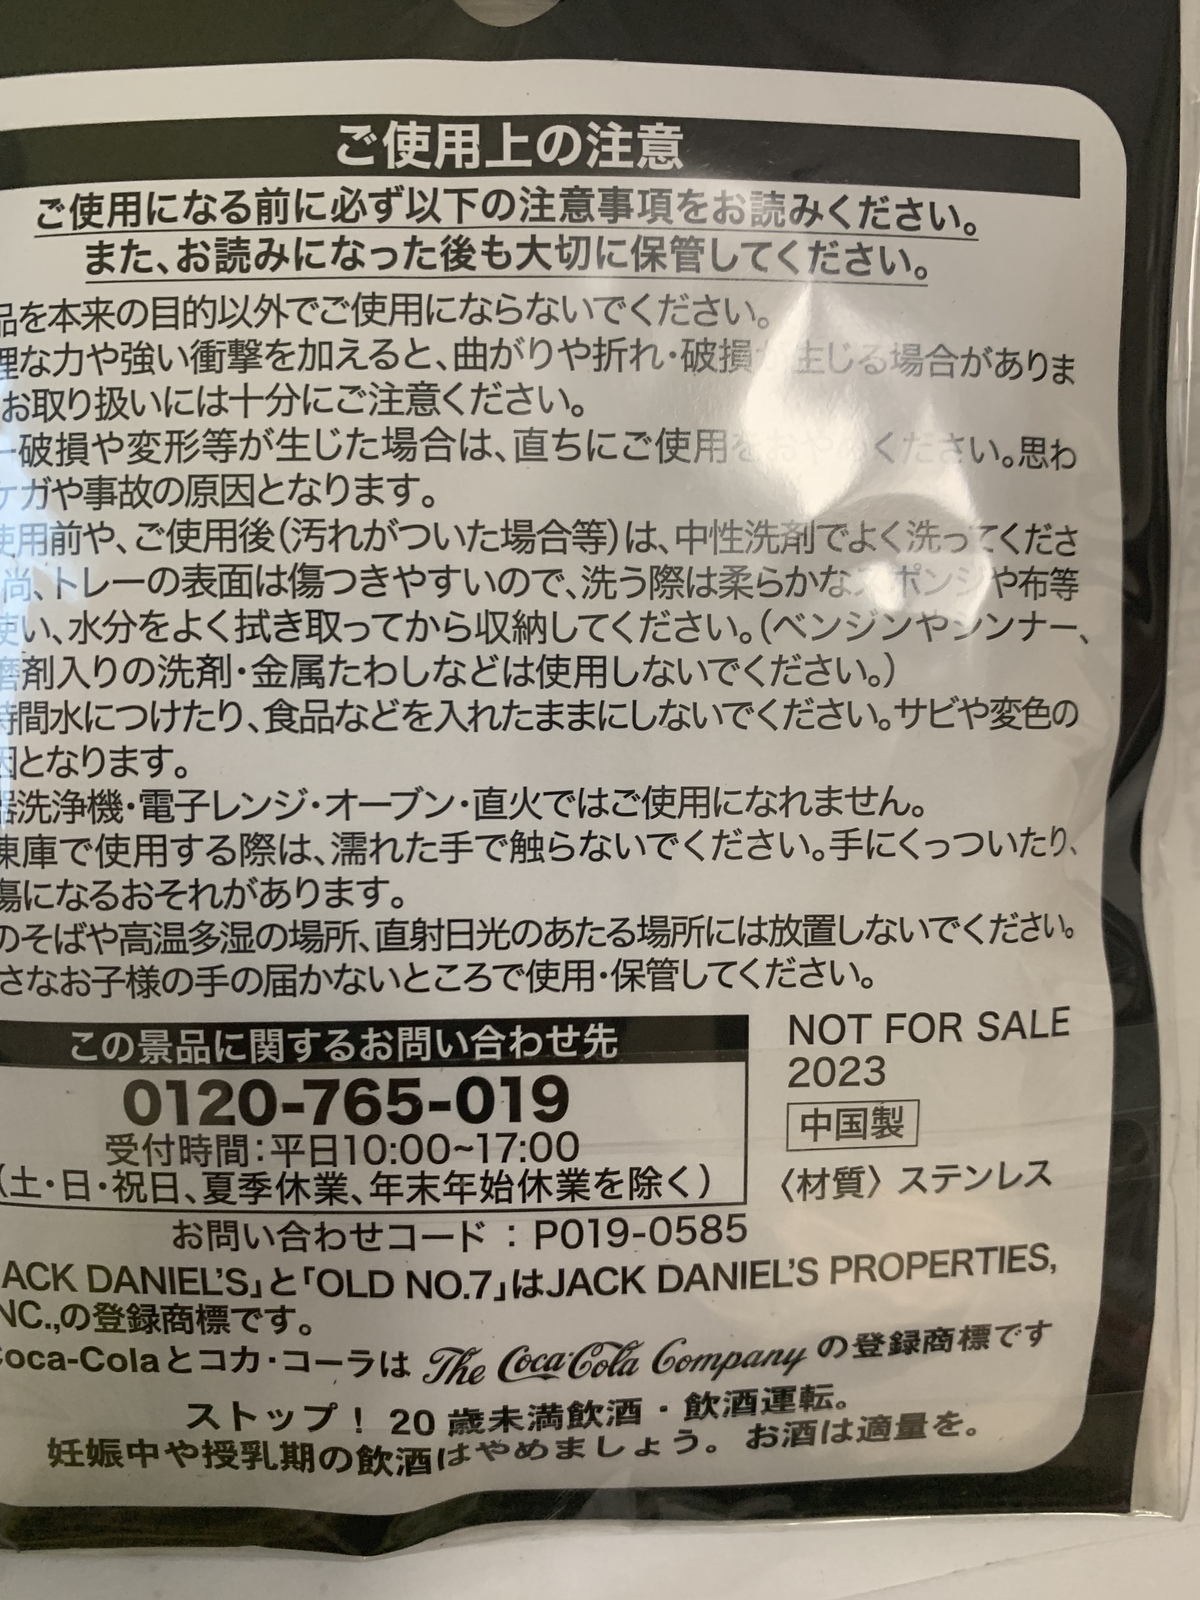 ご使用上の注意
ご使用になる前に必ず以下の注意事項をお読みください。
また、お読みになった後も大切に保管してください。
品を本来の目的以外でご使用にならないでください。
理な力や強い衝撃を加えると、曲がりや折れ・破損が生じる場合がありま
お取り扱いには十分にご注意ください。
一破損や変形等が生じた場合は、直ちにご使用をおやめください。思わ
ケガや事故の原因となります。
使用前や、ご使用後(汚れがついた場合等)は、中性洗剤でよく洗ってくださ
尚、トレーの表面は傷つきやすいので、洗う際は柔らかなスポンジや布等
使い、水分をよく拭き取ってから収納してください。(ベンジンやシンナー、
磨剤入りの洗剤・金属たわしなどは使用しないでください。)
時間水につけたり、食品などを入れたままにしないでください。サビや変色の
因となります。
器洗浄機・電子レンジ・オーブン・直火ではご使用になれません。
凍庫で使用する際は、濡れた手で触らないでください。手にくっついたり、
傷になるおそれがあります。
のそばや高温多湿の場所、直射日光のあたる場所には放置しないでください。
さなお子様の手の届かないところで使用・保管してください。
この景品に関するお問い合わせ先
0120-765-019
受付時間:平日10:00~17:00
(土・日・祝日、夏季休業、年末年始休業を除く)
お問い合わせコード : P019-0585
NOT FOR SALE
2023
中国製
〈材質〉ステンレス
ACK DANIEL'S」と「OLD NO.7」はJACK DANIEL'S PROPERTIES,
NC.,の登録商標です。
Coca-Colaとコカ・コーラは The Coca-Cola Company の登録商標です
ストップ! 20 歳未満飲酒・飲酒運転。
妊娠中や授乳期の飲酒はやめましょう。お酒は適量を。